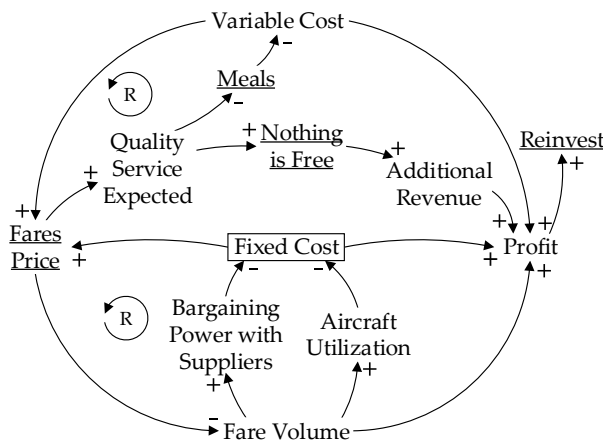 Variable Cost
–
Meals
–
R
Quality
Service
Expected
+
+
Nothing
is Free
+
Additional
Revenue
Reinvest
+
+
Fares
Price
+
Fixed Cost
+
+
+
Profit
+
–
–
R
Bargaining
Power with
Suppliers
+
Aircraft
Utilization
+
–
Fare Volume